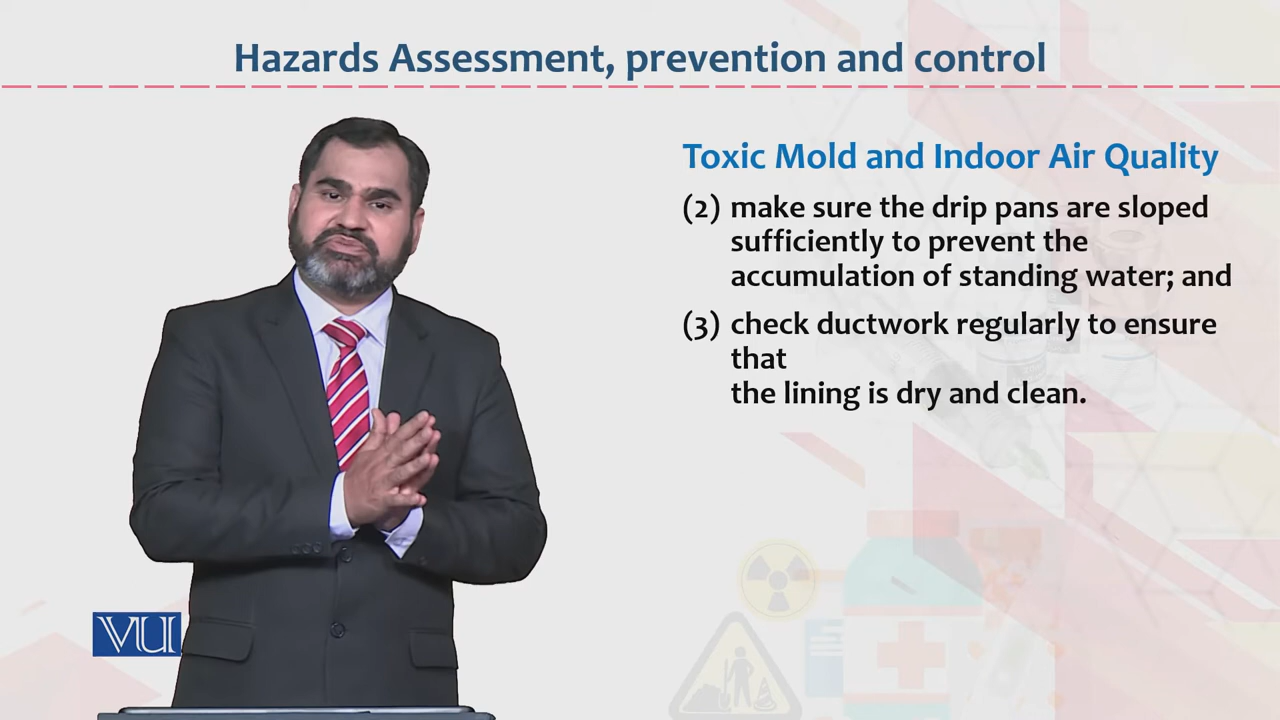 Hazards Assessment, prevention and control
Toxic Mold and Indoor Air Quality
(2) make sure the drip pans are sloped
sufficiently to prevent the
accumulation of standing water; and
(3) check ductwork regularly to ensure
that
the lining is dry and clean.
VU